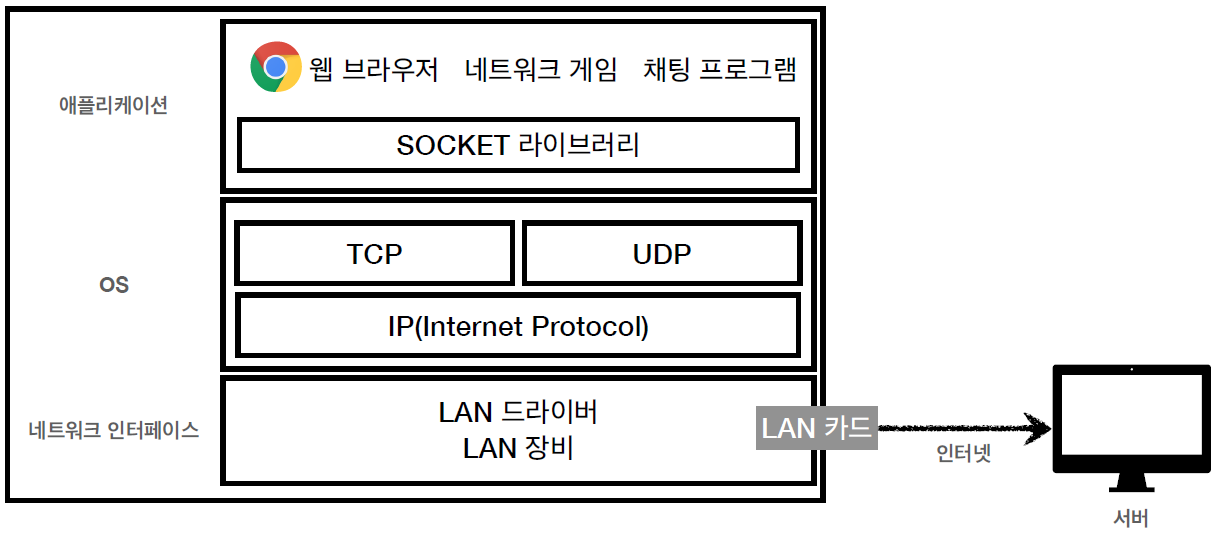 애플리케이션
웹 브라우저 네트워크 게임 채팅 프로그램
SOCKET 라이브러리
OS
TCP
UDP
IP(Internet Protocol)
네트워크 인터페이스
LAN 드라이버
LAN 장비
LAN 카드
인터넷
서버